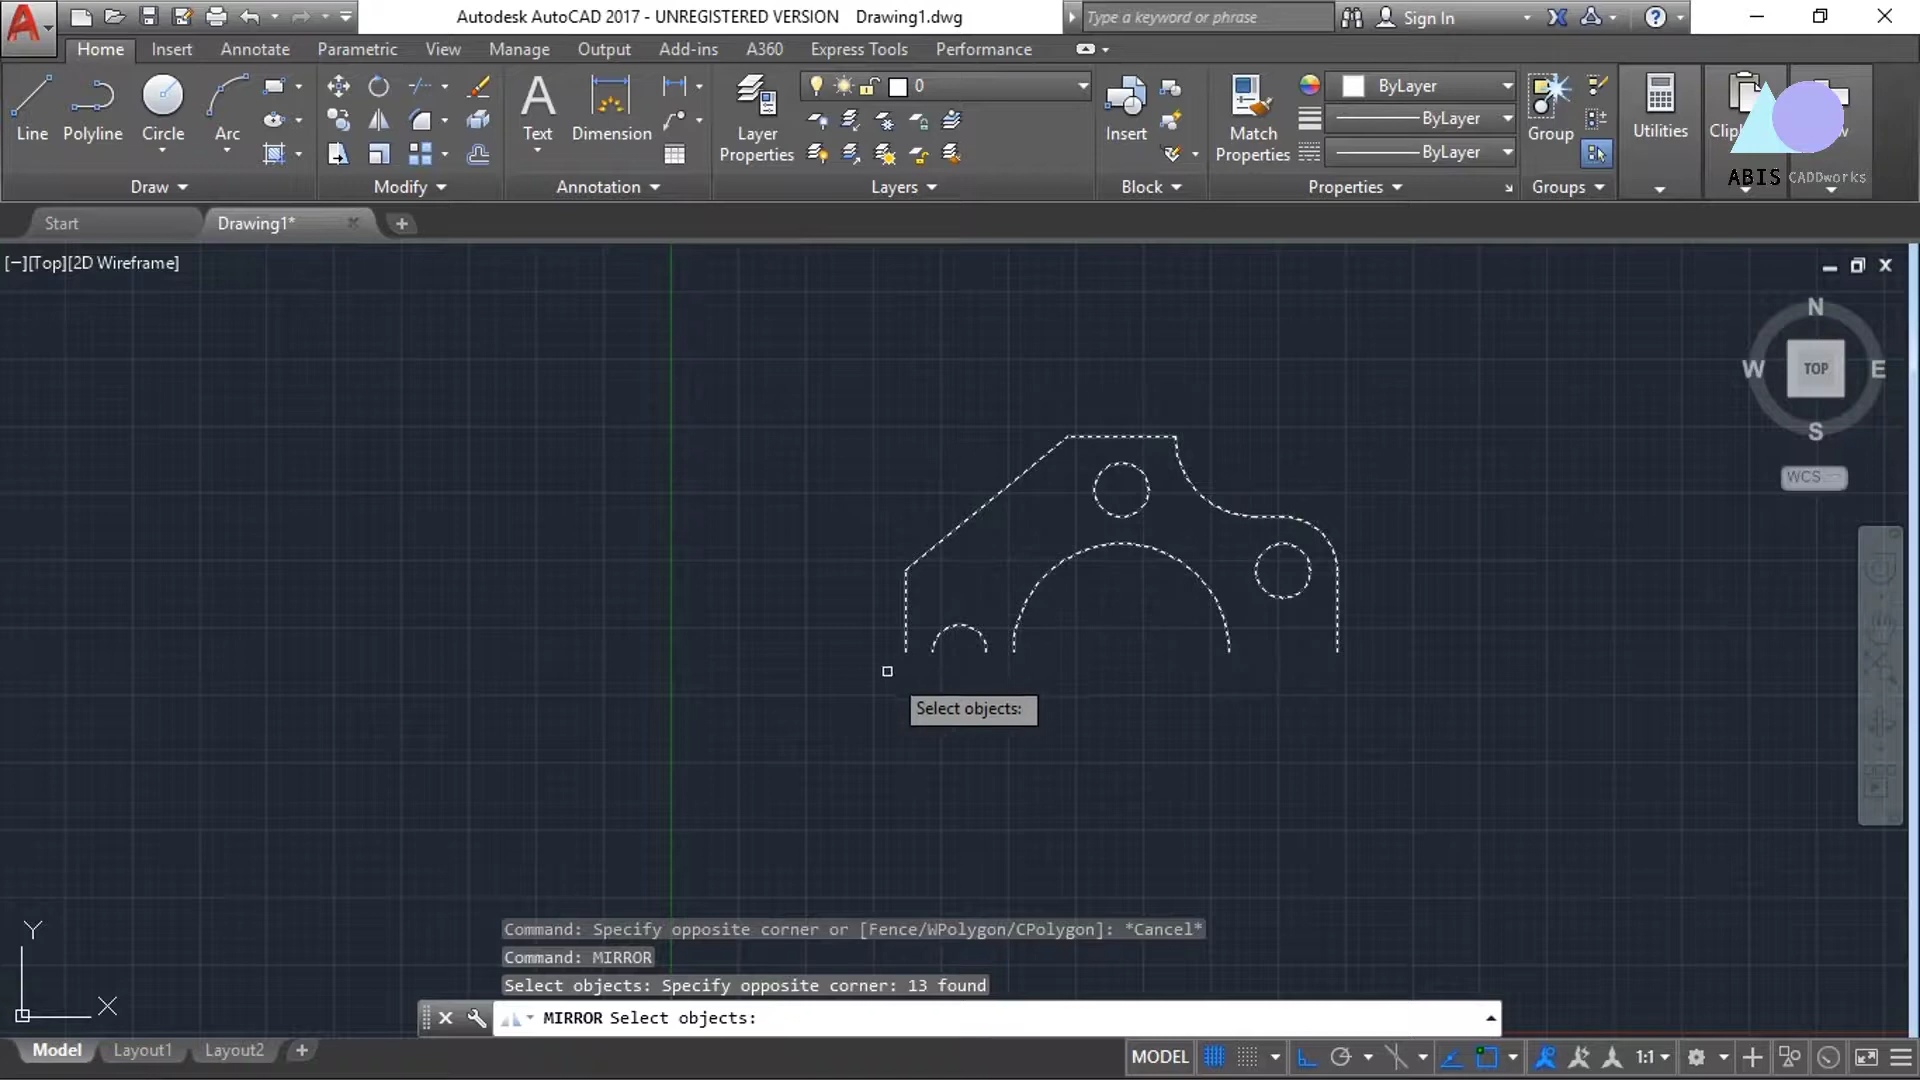 Autodesk AutoCAD 2017 - UNREGISTERED VERSION Drawing1.dwg
Type a keyword or phrase
Sign In
Home Insert Annotate Parametric View Manage Output Add-ins A360 Express Tools Performance
Line Polyline Circle Arc
Text Dimension
Layer Properties
0
Insert
Match Properties
ByLayer
ByLayer
ByLayer
Group
Utilities
ABIS CADDworks
Draw Modify Annotation Layers Block Properties Groups
Start Drawing1*
[−][Top][2D Wireframe]
N
W TOP E
S
WCS
Select objects:
Command: Specify opposite corner or [Fence/WPolygon/CPolygon]: *Cancel*
Command: MIRROR
Select objects: Specify opposite corner: 13 found
MIRROR Select objects:
Y
X
Model Layout1 Layout2
MODEL 1:1